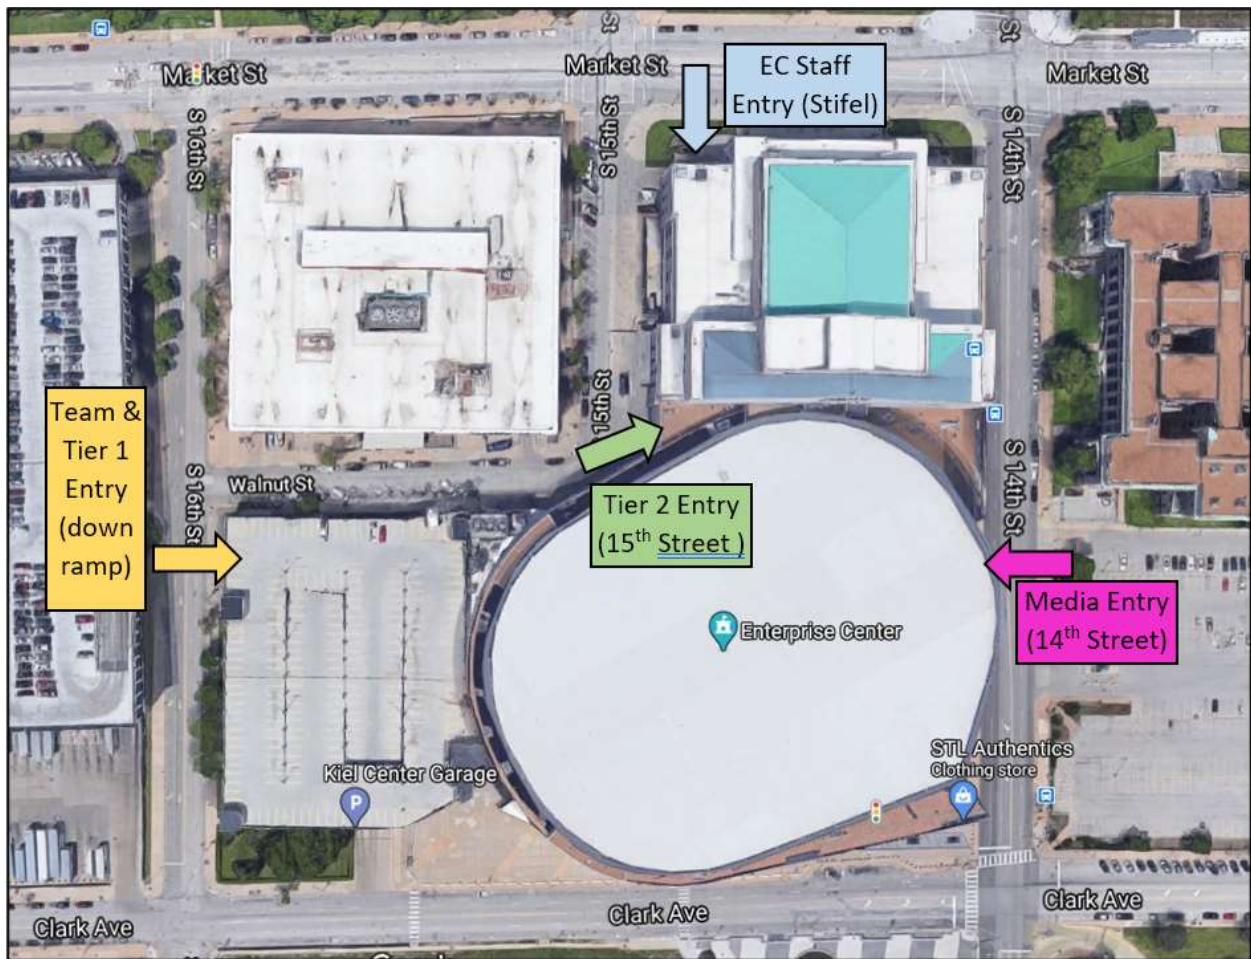 EC Staff
Entry (Stifel)
Market St
Market St
Market St
S 16th St
S 15th St
St
S 14th St
St
Team &
Tier 1
Entry
(down
ramp)
15th St
S 16th St
Walnut St
S 14th St
Tier 2 Entry
(15th Street )
Media Entry
(14th Street)
Enterprise Center
STL Authentics
Clothing store
Kiel Center Garage
P
Clark Ave
Clark Ave
Clark Ave